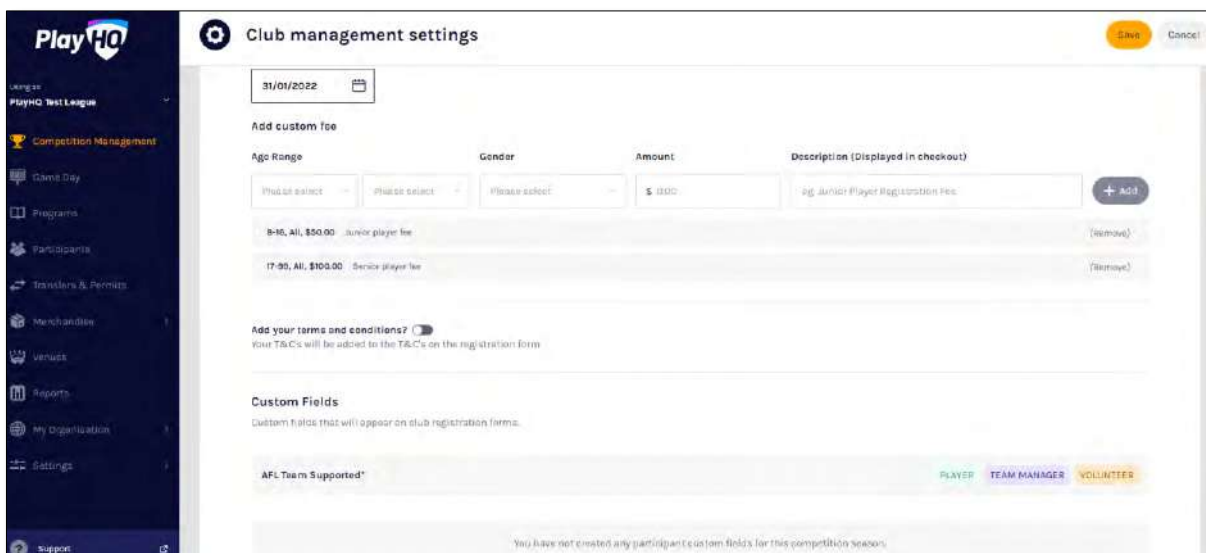 PlayHQ
Club management settings
Save
Cancel
Using as
PlayHQ Test League
Competition Management
Game Day
Programs
Participants
Transfers & Permits
Merchandise
Venues
Reports
My Organisation
Settings
Support
31/01/2022
Add custom fee
Age Range
Gender
Amount
Description (Displayed in checkout)
Please select
Please select
Please select
$ 0.00
eg. Junior Player Registration Fee
+ Add
8-16, All, $50.00 Junior player fee
(Remove)
17-99, All, $100.00 Senior player fee
(Remove)
Add your terms and conditions?
Your T&C's will be added to the T&C's on the registration form
Custom Fields
Custom fields that will appear on club registration forms.
AFL Team Supported*
PLAYER TEAM MANAGER VOLUNTEER
You have not created any participant custom fields for this competition season.